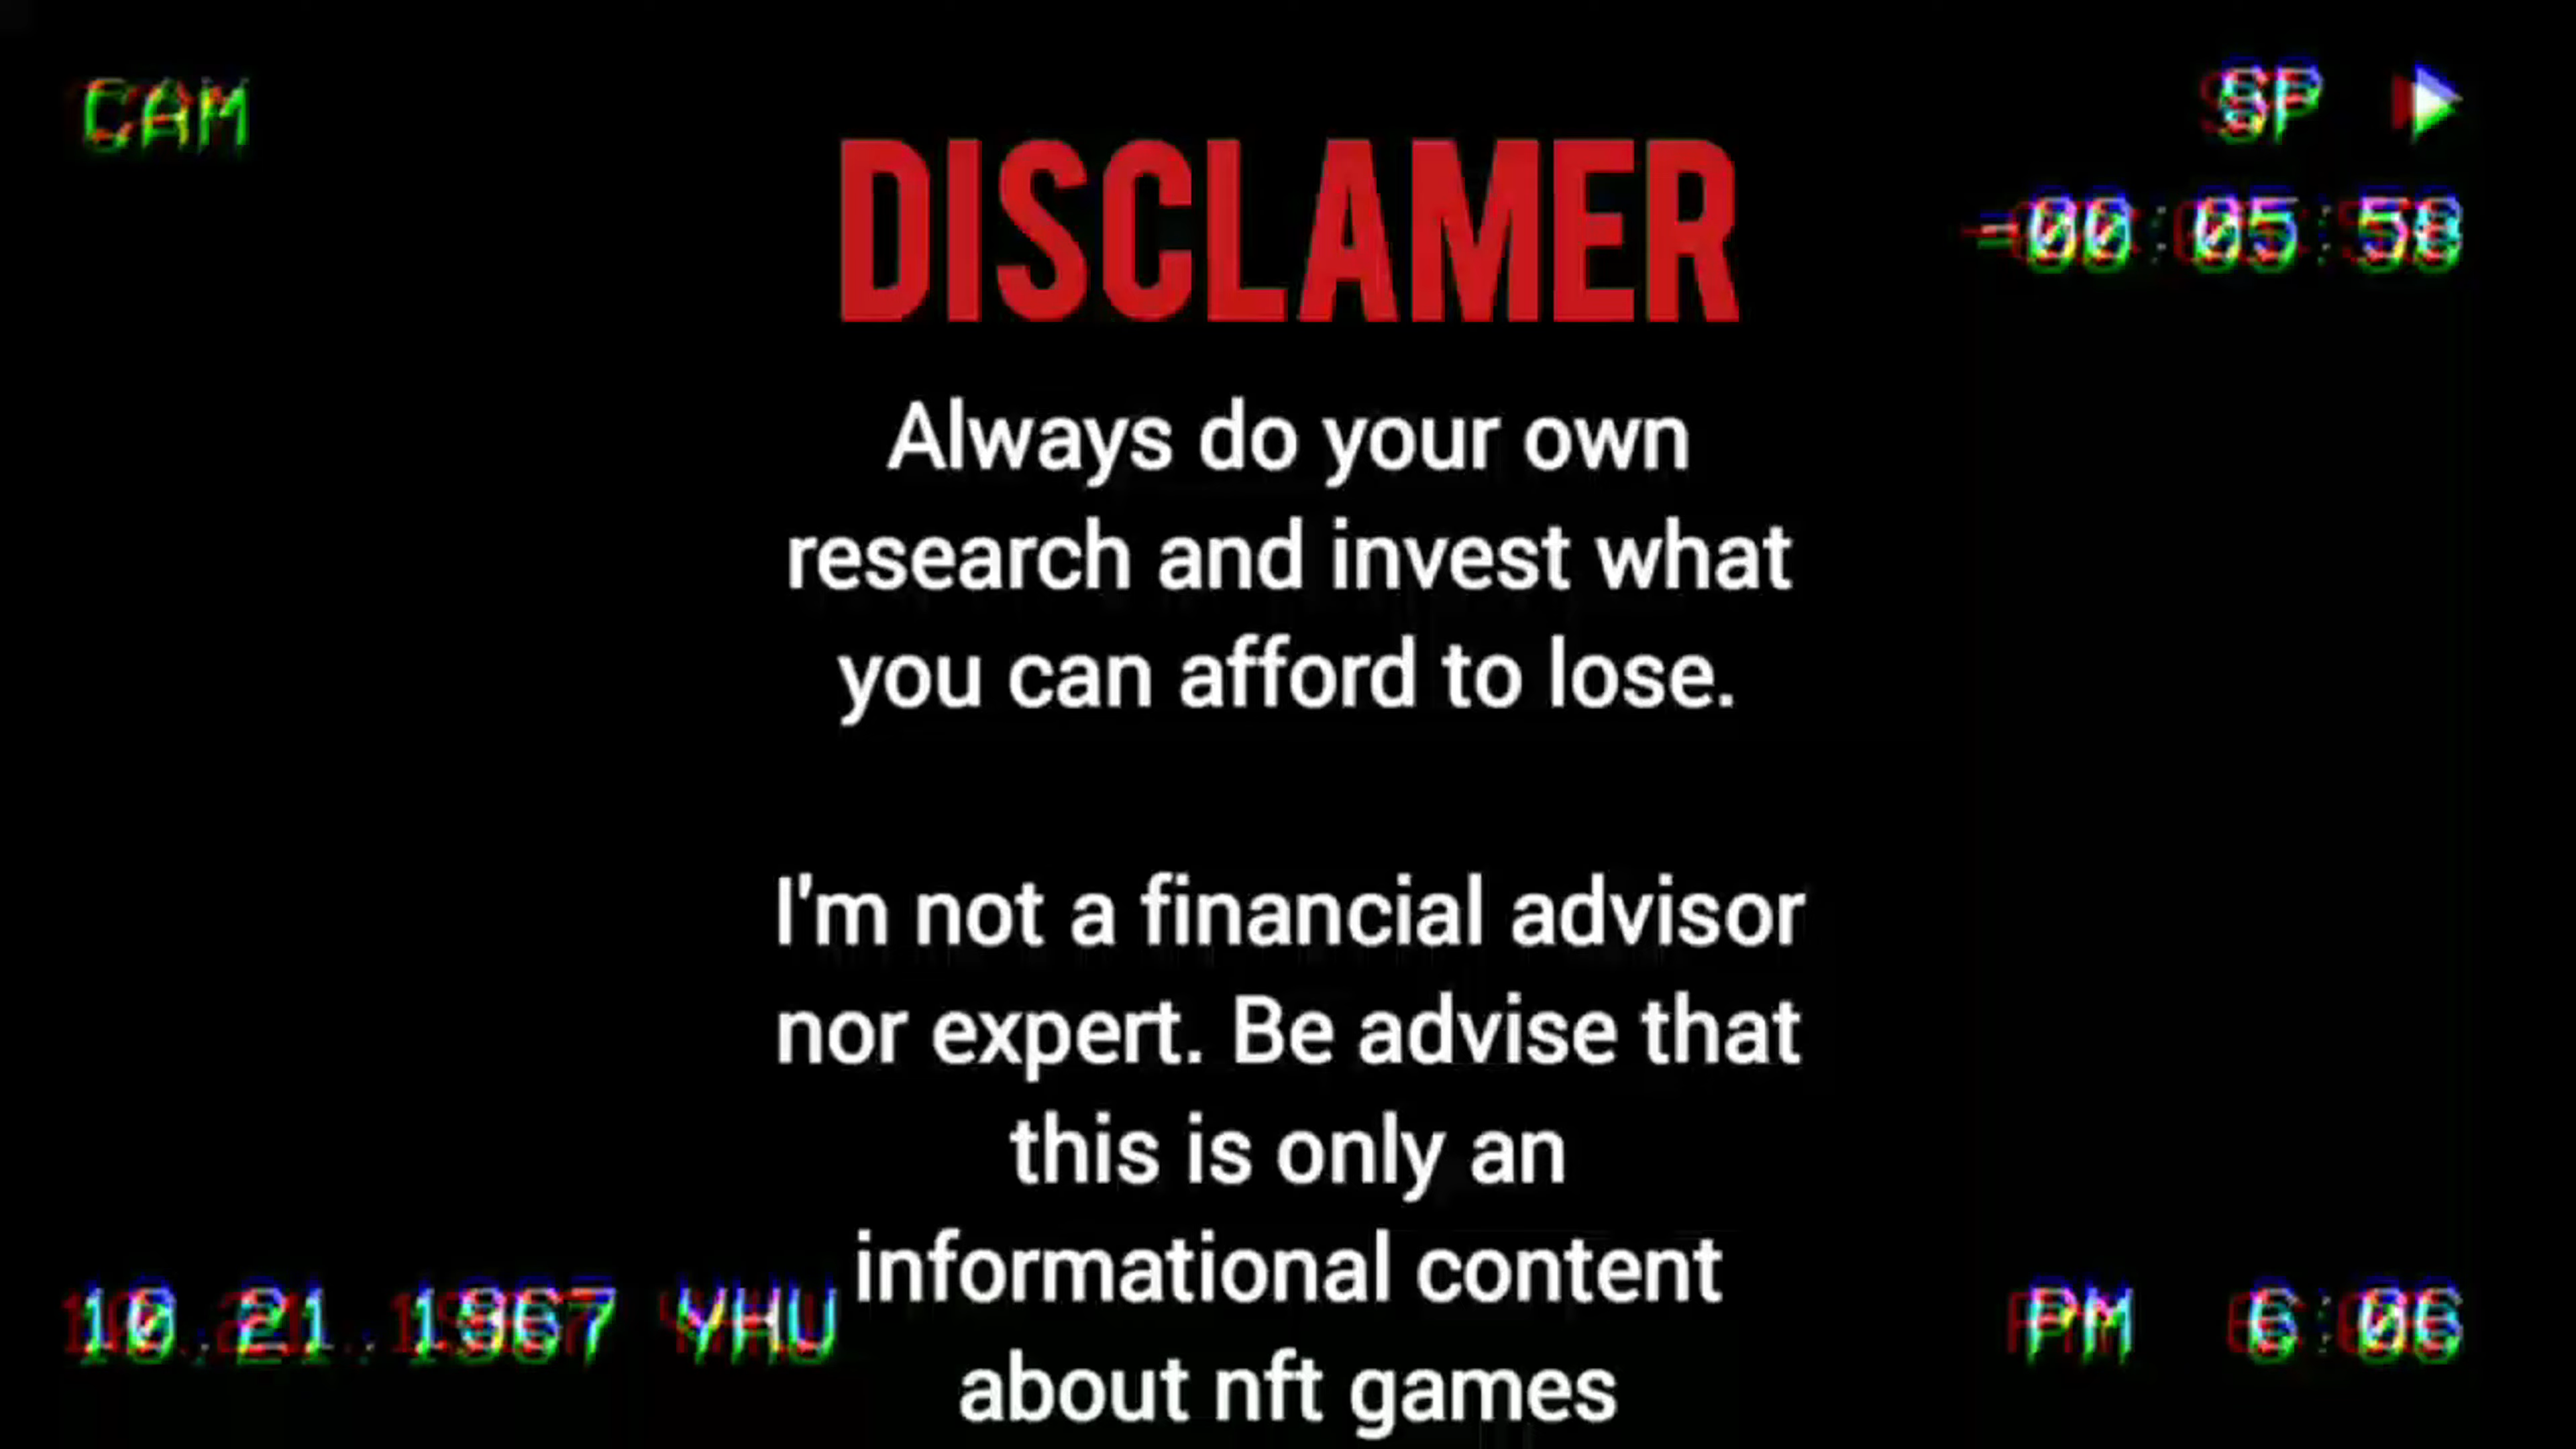 CAM
SP
-00:05:58
DISCLAMER
Always do your own
research and invest what
you can afford to lose.
I'm not a financial advisor
nor expert. Be advise that
this is only an
informational content
about nft games
10.21.1967 YHU
PM 6:06